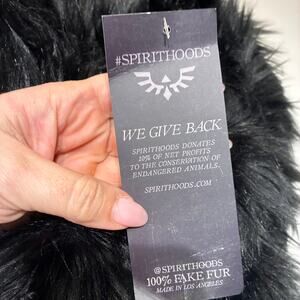 #SPIRITHOODS
WE GIVE BACK
SPIRITHOODS DONATES
10% OF NET PROFITS
TO THE CONSERVATION OF
ENDANGERED ANIMALS.
SPIRITHOODS.COM
@SPIRITHOODS
100% FAKE FUR
MADE IN LOS ANGELES